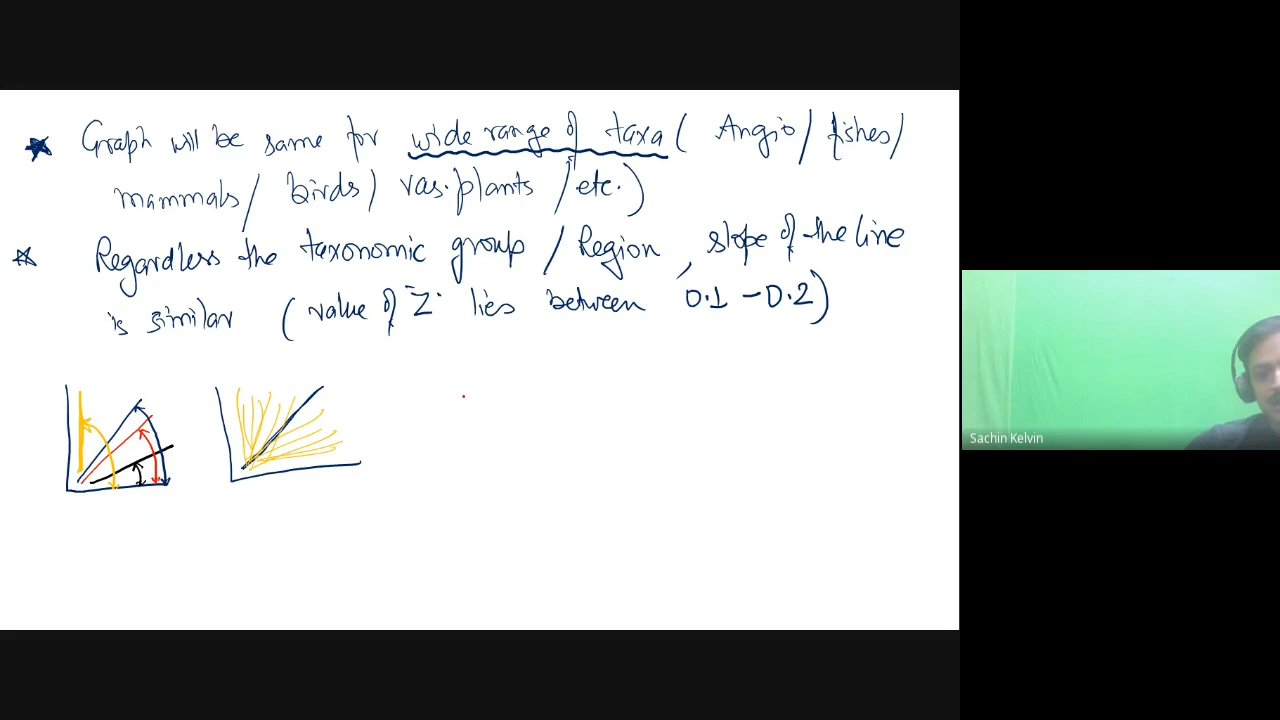 ★ Graph will be same for wide range of taxa ( Angio / fishes /
mammals / birds / vas. plants / etc. )
★ Regardless the taxonomic group / Region, slope of the line
is similar ( value of Z lies between 0.1 - 0.2 )
Sachin Kelvin